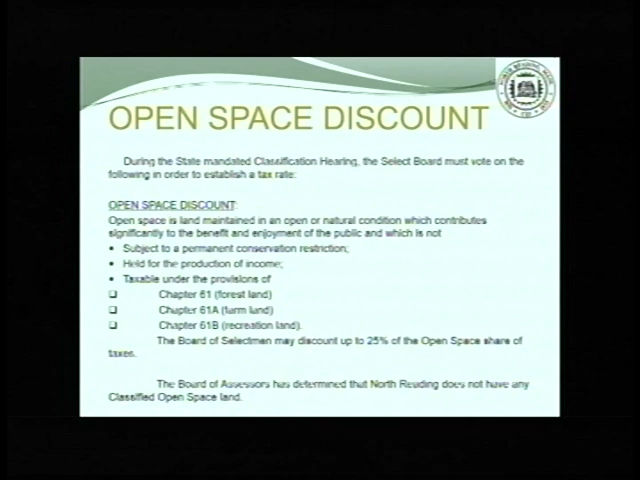 OPEN SPACE DISCOUNT
During the State mandated Classification Hearing, the Select Board must vote on the
following in order to establish a tax rate:
OPEN SPACE DISCOUNT:
Open space is land maintained in an open or natural condition which contributes
significantly to the benefit and enjoyment of the public and which is not
• Subject to a permanent conservation restriction;
• Held for the production of income;
• Taxable under the provisions of
❑ Chapter 61 (forest land)
❑ Chapter 61A (farm land)
❑ Chapter 61B (recreation land).
The Board of Selectmen may discount up to 25% of the Open Space share of
taxes.
The Board of Assessors has determined that North Reading does not have any
Classified Open Space land.